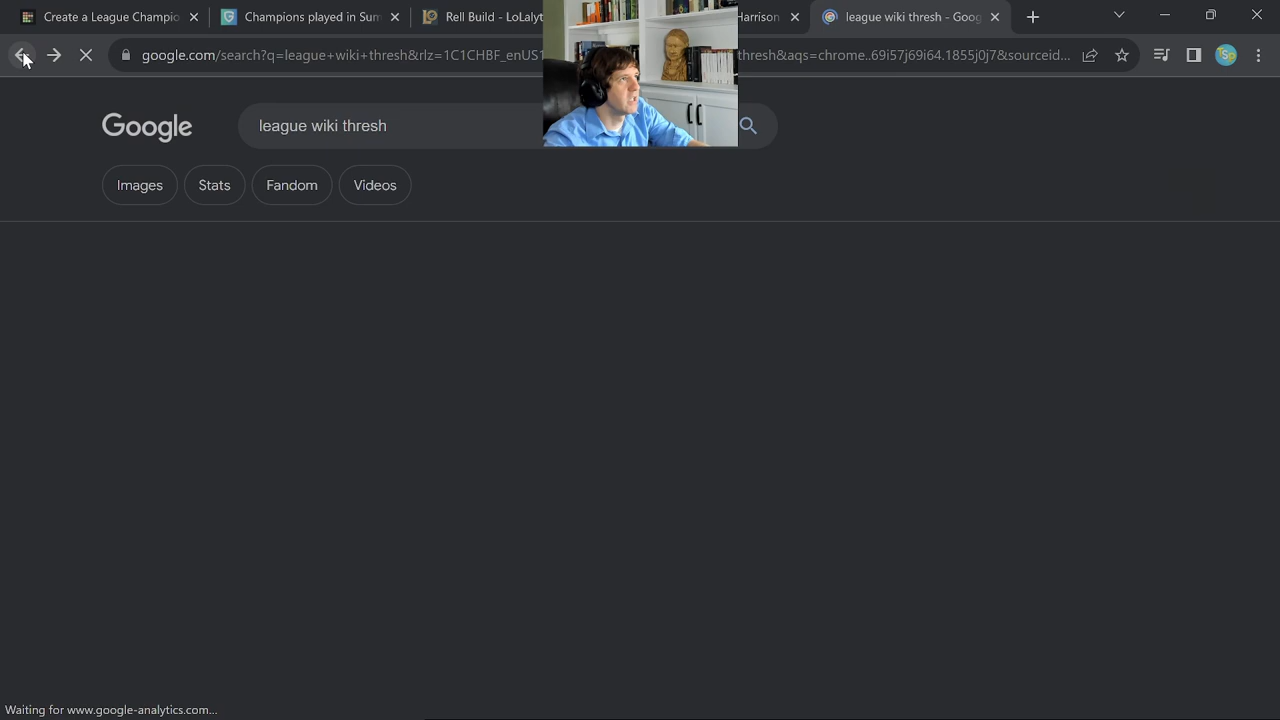 Create a League Champio
Champions played in Sum
Rell Build - LoLalyt
Harrison
league wiki thresh - Goog
google.com/search?q=league+wiki+thresh&rlz=1C1CHBF_enUS1
thresh&aqs=chrome..69i57j69i64.1855j0j7&sourceid...
Google
league wiki thresh
Images
Stats
Fandom
Videos
Waiting for www.google-analytics.com...